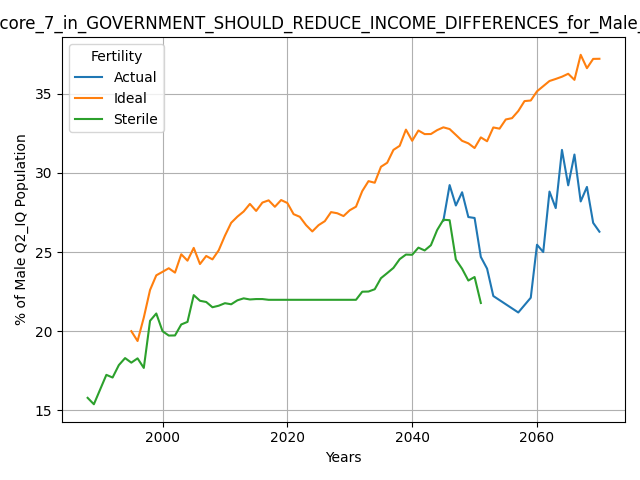 core_7_in_GOVERNMENT_SHOULD_REDUCE_INCOME_DIFFERENCES_for_Male_
Fertility
Actual
Ideal
Sterile
% of Male Q2_IQ Population
35
30
25
20
15
2000
2020
2040
2060
Years